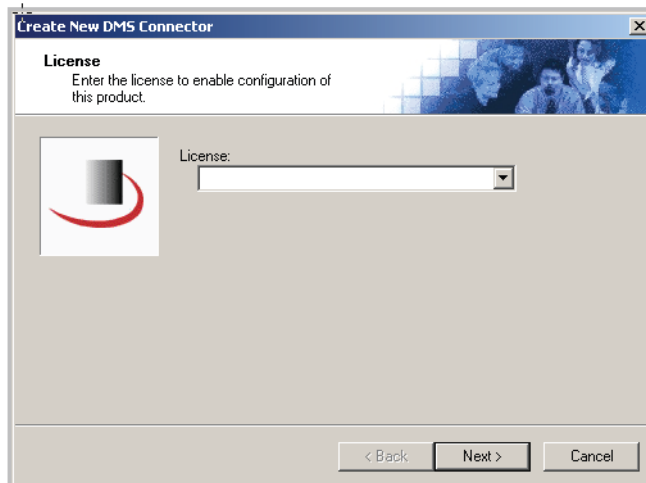 Create New DMS Connector
License
Enter the license to enable configuration of
this product.
License:
< Back
Next >
Cancel